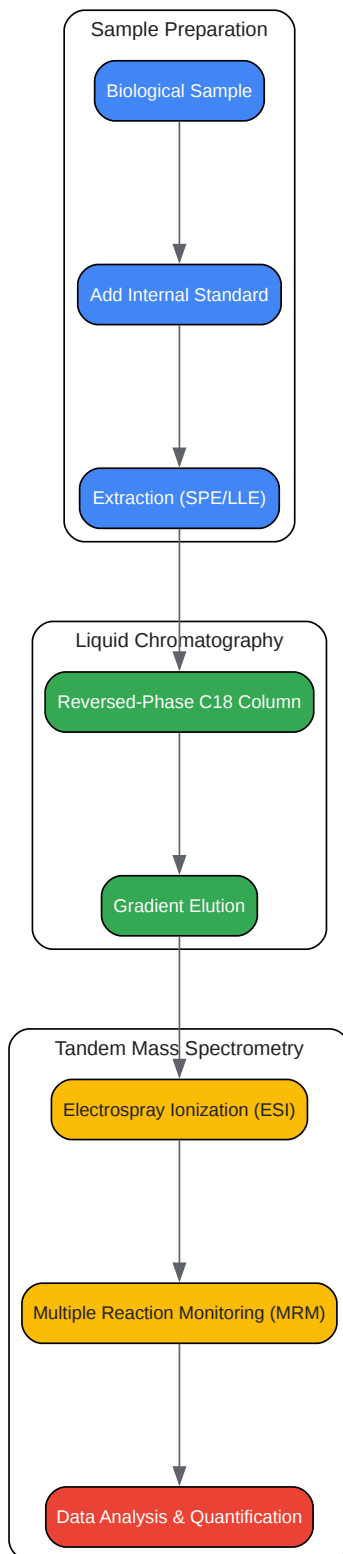 Sample Preparation
Biological Sample
Add Internal Standard
Extraction (SPE/LLE)
Liquid Chromatography
Reversed-Phase C18 Column
Gradient Elution
Tandem Mass Spectrometry
Electrospray Ionization (ESI)
Multiple Reaction Monitoring (MRM)
Data Analysis & Quantification